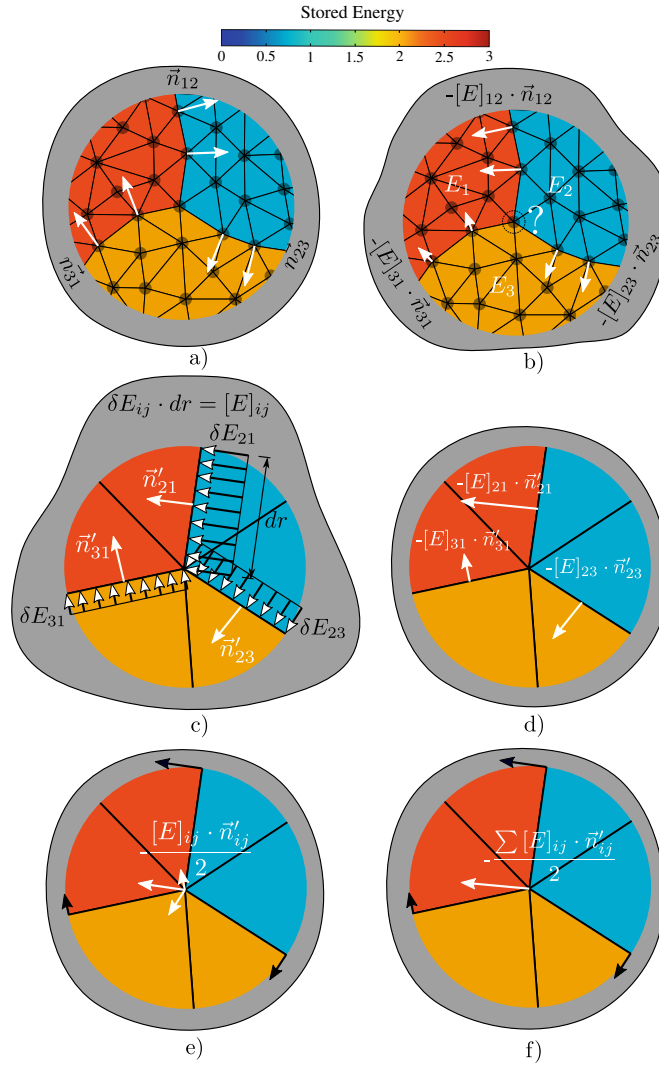 Stored Energy
0 0.5 1 1.5 2 2.5 3
n⃗₁₂
n⃗₃₁
n⃗₂₃
a)
-[E]₁₂ · n⃗₁₂
E₁
E₂
?
E₃
-[E]₃₁ · n⃗₃₁
-[E]₂₃ · n⃗₂₃
b)
δE_{ij} · dr = [E]_{ij}
δE₂₁
n⃗′₂₁
dr
n⃗′₃₁
δE₃₁
n⃗′₂₃
δE₂₃
c)
-[E]₂₁ · n⃗′₂₁
-[E]₃₁ · n⃗′₃₁
-[E]₂₃ · n⃗′₂₃
d)
[E]_{ij} · n⃗′_{ij}
-
2
e)
∑ [E]_{ij} · n⃗′_{ij}
-
2
f)